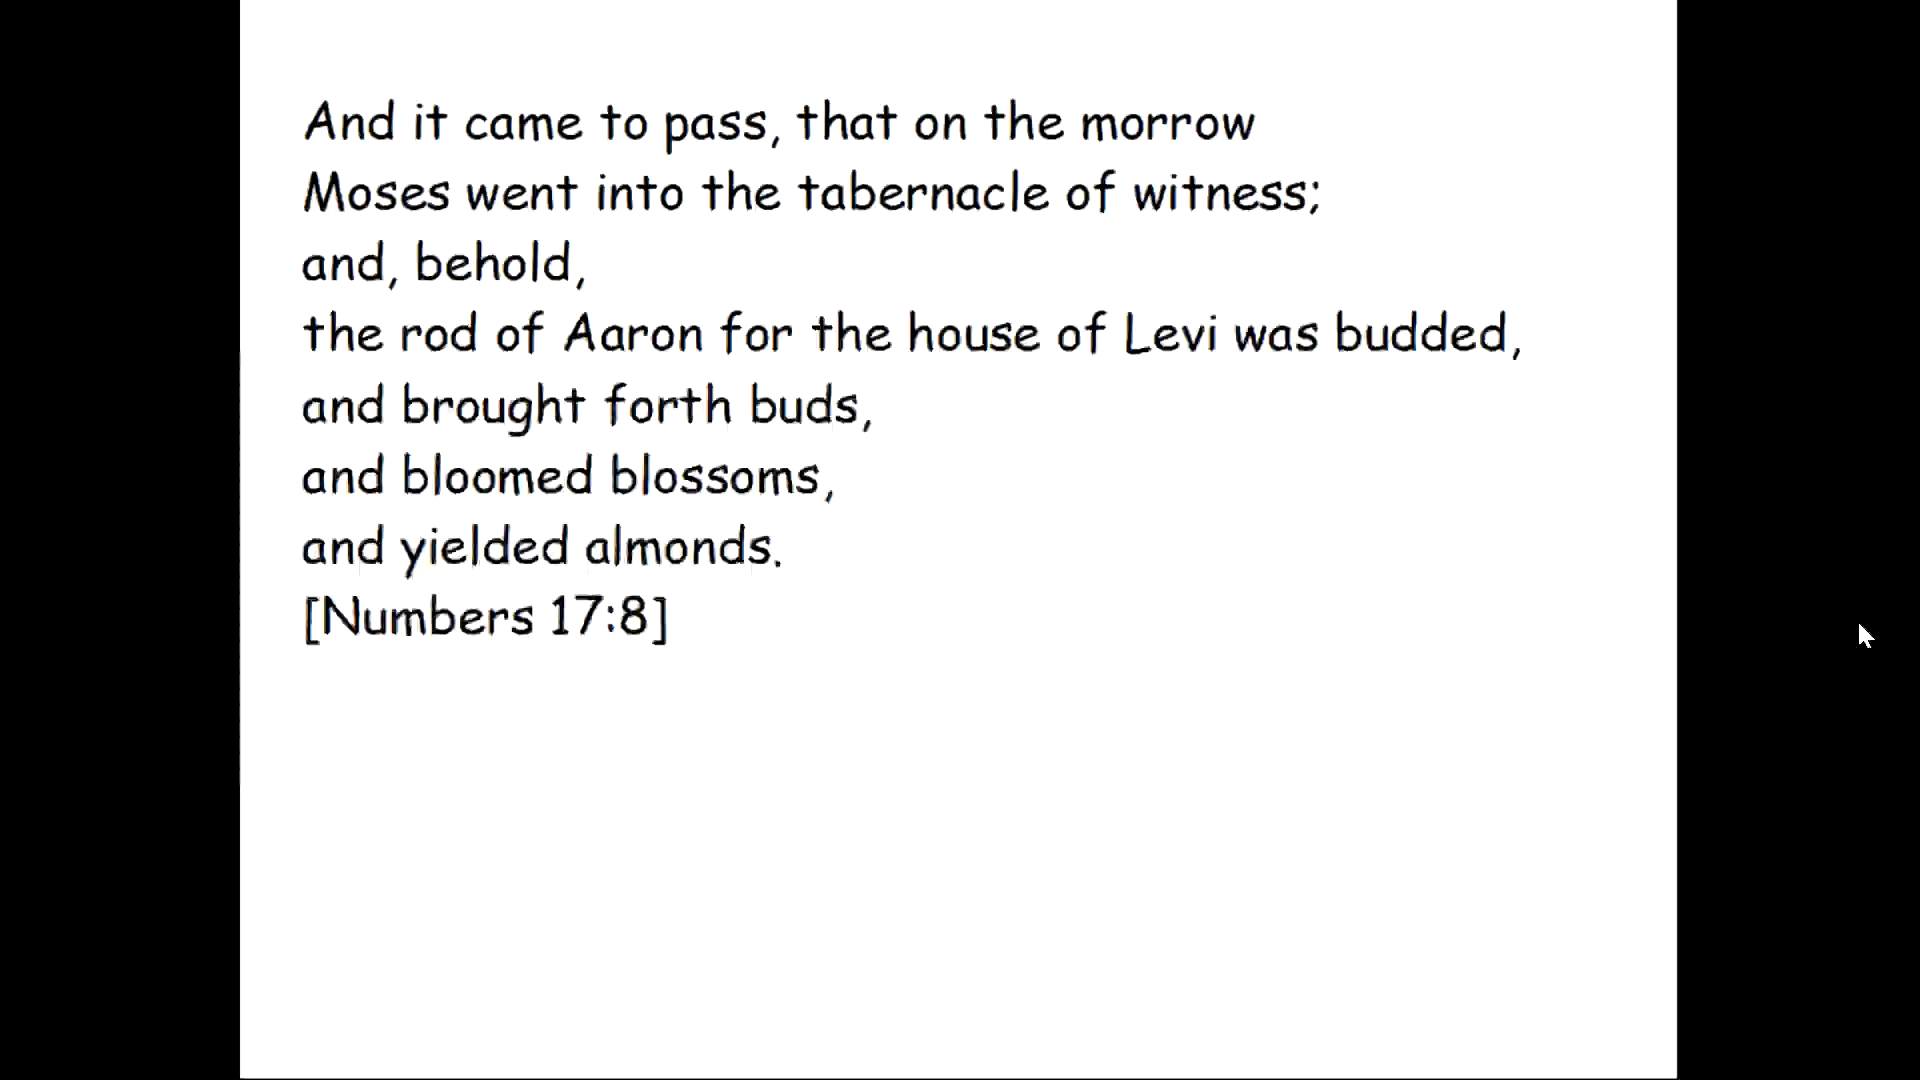 And it came to pass, that on the morrow
Moses went into the tabernacle of witness;
and, behold,
the rod of Aaron for the house of Levi was budded,
and brought forth buds,
and bloomed blossoms,
and yielded almonds.
[Numbers 17:8]